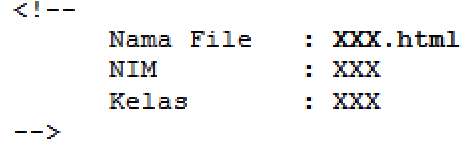 <!--
Nama File : XXX.html
NIM : XXX
Kelas : XXX
-->